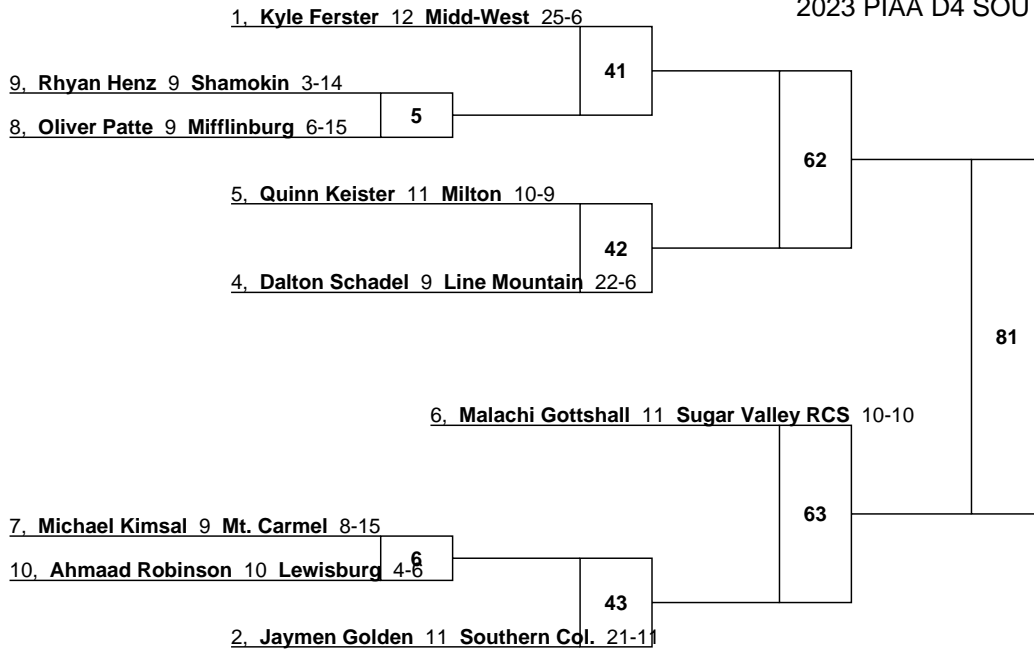 2023 PIAA D4 SOU
1, Kyle Ferster 12 Midd-West 25-6
41
9, Rhyan Henz 9 Shamokin 3-14
5
8, Oliver Patte 9 Mifflinburg 6-15
62
5, Quinn Keister 11 Milton 10-9
42
4, Dalton Schadel 9 Line Mountain 22-6
81
6, Malachi Gottshall 11 Sugar Valley RCS 10-10
63
7, Michael Kimsal 9 Mt. Carmel 8-15
6
10, Ahmaad Robinson 10 Lewisburg 4-6
43
2, Jaymen Golden 11 Southern Col. 21-11